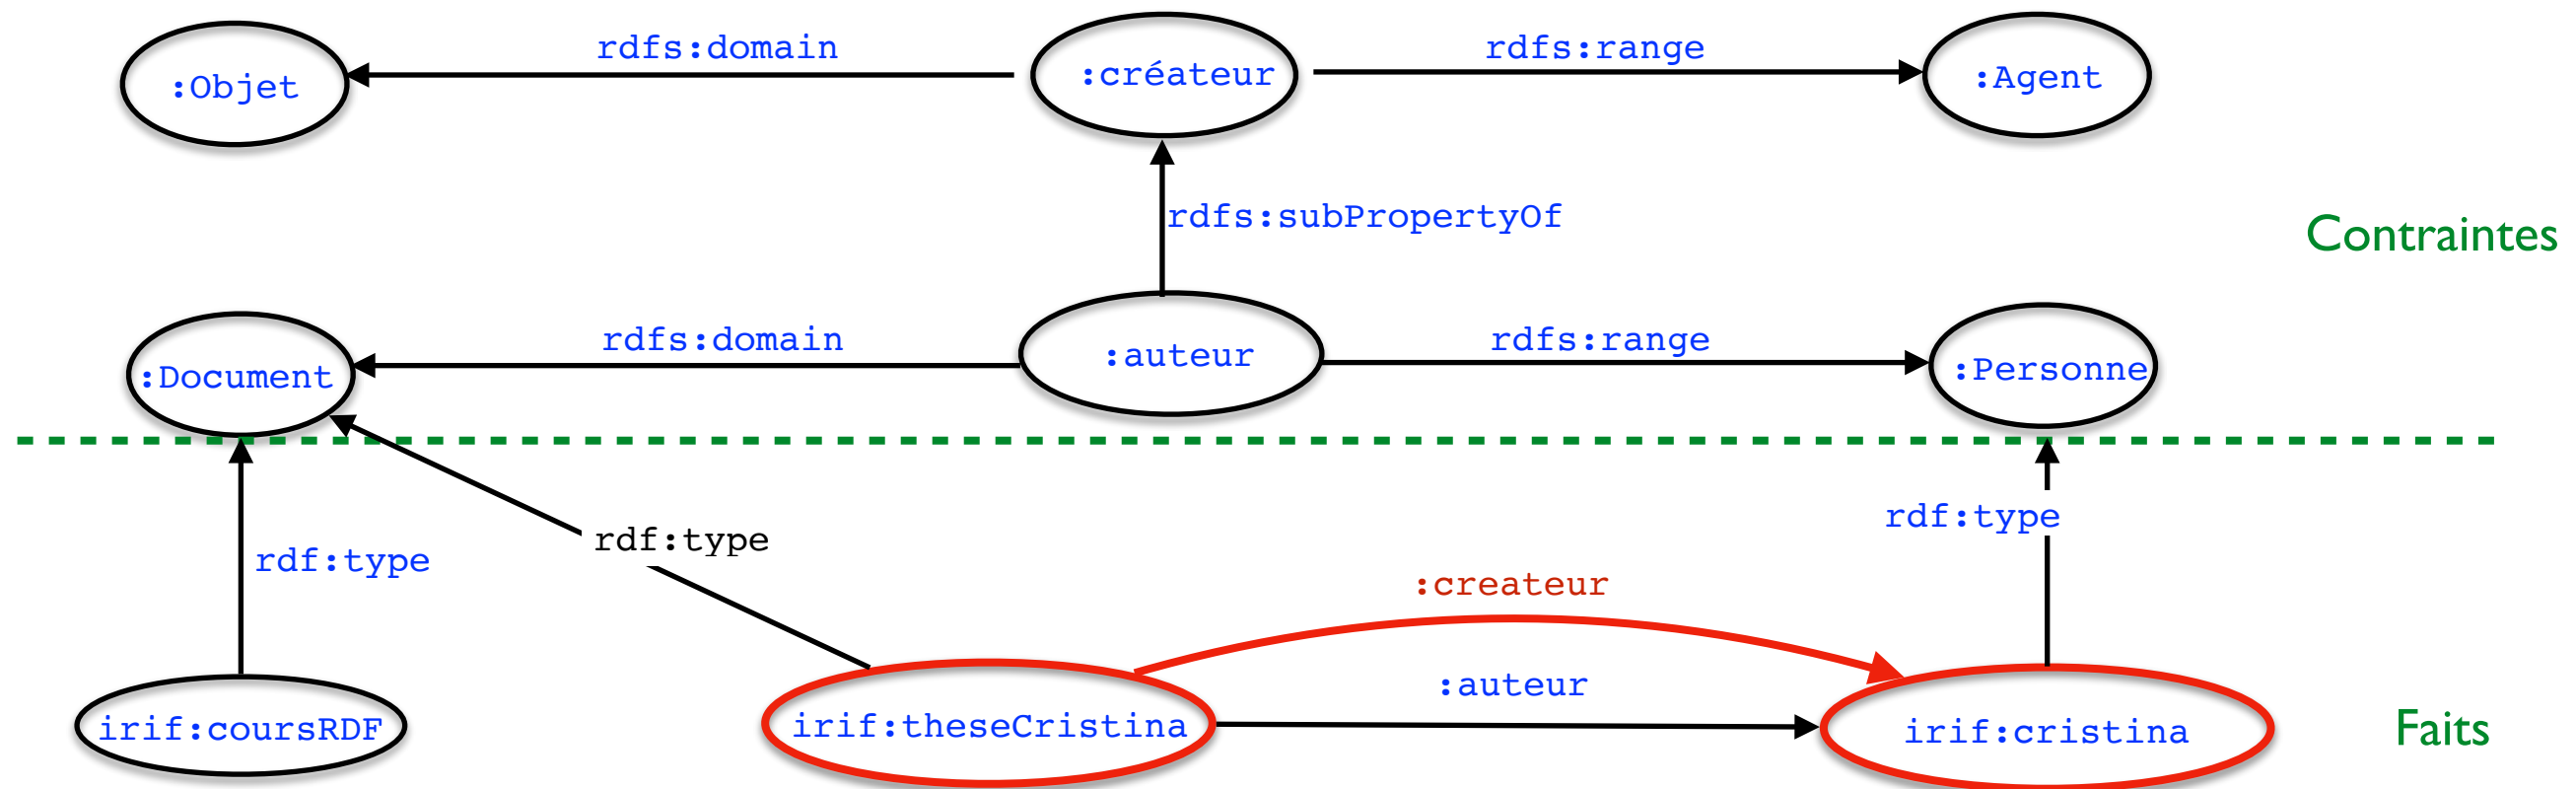 rdfs:domain
rdfs:range
:Objet
:créateur
:Agent
rdfs:subPropertyOf
Contraintes
rdfs:domain
rdfs:range
:Document
:auteur
:Personne
rdf:type
rdf:type
rdf:type
:createur
:auteur
irif:coursRDF
irif:theseCristina
irif:cristina
Faits